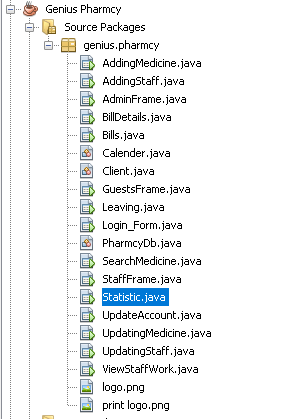 Genius Pharmcy
Source Packages
genius.pharmcy
AddingMedicine.java
AddingStaff.java
AdminFrame.java
BillDetails.java
Bills.java
Calender.java
Client.java
GuestsFrame.java
Leaving.java
Login_Form.java
PharmcyDb.java
SearchMedicine.java
StaffFrame.java
Statistic.java
UpdateAccount.java
UpdatingMedicine.java
UpdatingStaff.java
ViewStaffWork.java
logo.png
print logo.png